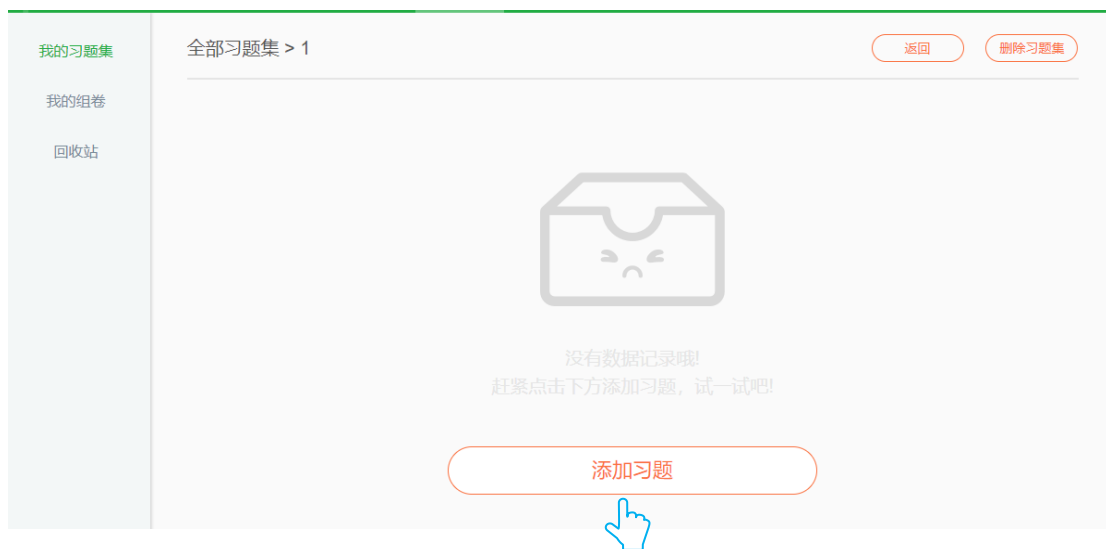 我的习题集
我的组卷
回收站
全部习题集 > 1
返回
删除习题集
没有数据记录哦!
赶紧点击下方添加习题，试一试吧!
添加习题